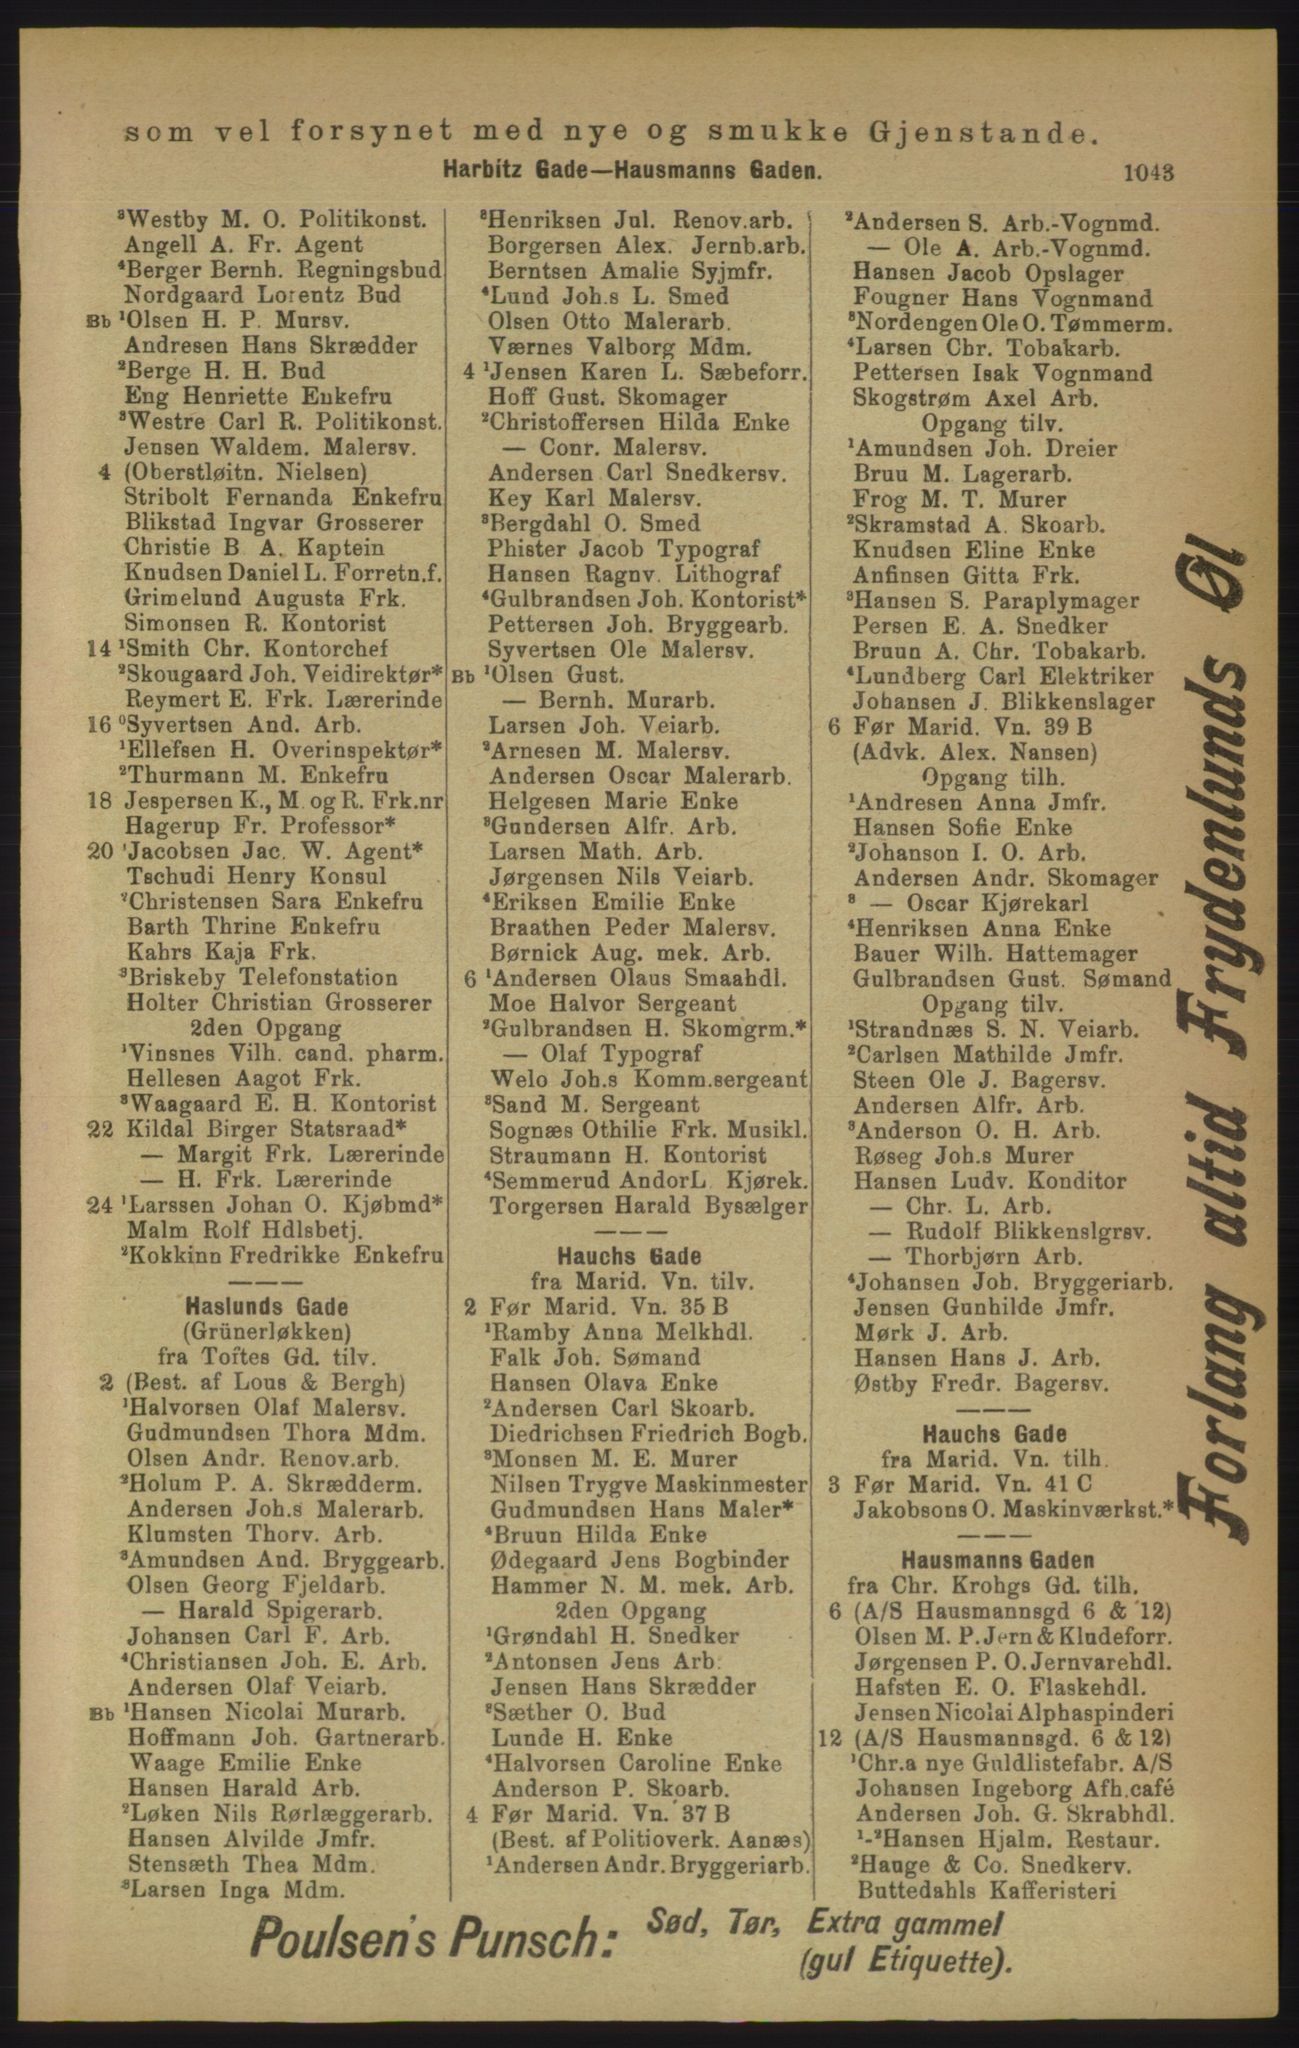 som vel forsynet med nye og smukke Gjenstande.
Harbitz Gade—Hausmanns Gaden.
1043
³Westby M. O. Politikonst.
Angell A. Fr. Agent
⁴Berger Bernh. Regningsbud
Nordgaard Lorentz Bud
Bb ¹Olsen H. P. Mursv.
Andresen Hans Skrædder
²Berge H. H. Bud
Eng Henriette Enkefru
³Westre Carl R. Politikonst.
Jensen Waldem. Malersv.
4 (Oberstløitn. Nielsen)
Stribolt Fernanda Enkefru
Blikstad Ingvar Grosserer
Christie B A. Kaptein
Knudsen Daniel L. Forretn.f.
Grimelund Augusta Frk.
Simonsen R. Kontorist
14 ¹Smith Chr. Kontorchef
²Skougaard Joh. Veidirektør*
Reymert E. Frk. Lærerinde
16 ⁰Syvertsen And. Arb.
¹Ellefsen H. Overinspektør*
²Thurmann M. Enkefru
18 Jespersen K., M. og R. Frk.nr
Hagerup Fr. Professor*
20 ¹Jacobsen Jac. W. Agent*
Tschudi Henry Konsul
²Christensen Sara Enkefru
Barth Thrine Enkefru
Kahrs Kaja Frk.
³Briskeby Telefonstation
Holter Christian Grosserer
2den Opgang
¹Vinsnes Vilh. cand. pharm.
Hellesen Aagot Frk.
³Waagaard E. H. Kontorist
22 Kildal Birger Statsraad*
— Margit Frk. Lærerinde
— H. Frk. Lærerinde
24 ¹Larssen Johan O. Kjøbmd*
Malm Rolf Hdlsbetj.
²Kokkinn Fredrikke Enkefru
———
Haslunds Gade
(Grünerløkken)
fra Toftes Gd. tilv.
2 (Best. af Lous & Bergh)
¹Halvorsen Olaf Malersv.
Gudmundsen Thora Mdm.
Olsen Andr. Renov.arb.
²Holum P. A. Skrædderm.
Andersen Joh.s Malerarb.
Klumsten Thorv. Arb.
³Amundsen And. Bryggearb.
Olsen Georg Fjeldarb.
— Harald Spigerarb.
Johansen Carl F. Arb.
⁴Christiansen Joh. E. Arb.
Andersen Olaf Veiarb.
Bb ¹Hansen Nicolai Murarb.
Hoffmann Joh. Gartnerarb.
Waage Emilie Enke
Hansen Harald Arb.
²Løken Nils Rørlæggerarb.
Hansen Alvilde Jmfr.
Stensæth Thea Mdm.
³Larsen Inga Mdm.
³Henriksen Jul. Renov.arb.
Borgersen Alex. Jernb.arb.
Berntsen Amalie Syjmfr.
⁴Lund Joh.s L. Smed
Olsen Otto Malerarb.
Værnes Valborg Mdm.
4 ¹Jensen Karen L. Sæbeforr.
Hoff Gust. Skomager
²Christoffersen Hilda Enke
— Conr. Malersv.
Andersen Carl Snedkersv.
Key Karl Malersv.
³Bergdahl O. Smed
Phister Jacob Typograf
Hansen Ragnv. Lithograf
⁴Gulbrandsen Joh. Kontorist*
Pettersen Joh. Bryggearb.
Syvertsen Ole Malersv.
Bb ¹Olsen Gust.
— Bernh. Murarb.
Larsen Joh. Veiarb.
²Arnesen M. Malersv.
Andersen Oscar Malerarb.
Helgesen Marie Enke
³Gundersen Alfr. Arb.
Larsen Math. Arb.
Jørgensen Nils Veiarb.
⁴Eriksen Emilie Enke
Braathen Peder Malersv.
Børnick Aug. mek. Arb.
6 ¹Andersen Olaus Smaahdl.
Moe Halvor Sergeant
²Gulbrandsen H. Skomgrm.*
— Olaf Typograf
Welo Joh.s Komm.sergeant
³Sand M. Sergeant
Sognæs Othilie Frk. Musikl.
Straumann H. Kontorist
⁴Semmerud Andor L. Kjørek.
Torgersen Harald Bysælger
———
Hauchs Gade
fra Marid. Vn. tilv.
2 Før Marid. Vn. 35 B
¹Ramby Anna Melkhdl.
Falk Joh. Sømand
Hansen Olava Enke
²Andersen Carl Skoarb.
Diedrichsen Friedrich Bogb.
³Monsen M. E. Murer
Nilsen Trygve Maskinmester
Gudmundsen Hans Maler*
⁴Bruun Hilda Enke
Ødegaard Jens Bogbinder
Hammer N. M. mek. Arb.
2den Opgang
¹Grøndahl H. Snedker
²Antonsen Jens Arb.
Jensen Hans Skrædder
³Sæther O. Bud
Lunde H. Enke
⁴Halvorsen Caroline Enke
Anderson P. Skoarb.
4 Før Marid. Vn. 37 B
(Best. af Politioverk. Aanæs)
¹Andersen Andr. Bryggeriarb.
²Andersen S. Arb.-Vognmd.
— Ole A. Arb.-Vognmd.
Hansen Jacob Opslager
Fougner Hans Vognmand
³Nordengen Ole O. Tømmerm.
⁴Larsen Chr. Tobakarb.
Pettersen Isak Vognmand
Skogstrøm Axel Arb.
Opgang tilv.
¹Amundsen Joh. Dreier
Bruu M. Lagerarb.
Frog M. T. Murer
²Skramstad A. Skoarb.
Knudsen Eline Enke
Anfinsen Gitta Frk.
³Hansen S. Paraplymager
Persen E. A. Snedker
Bruun A. Chr. Tobakarb.
⁴Lundberg Carl Elektriker
Johansen J. Blikkenslager
6 Før Marid. Vn. 39 B
(Advk. Alex. Nansen)
Opgang tilh.
¹Andresen Anna Jmfr.
Hansen Sofie Enke
²Johanson I. O. Arb.
Andersen Andr. Skomager
³ — Oscar Kjørekarl
⁴Henriksen Anna Enke
Bauer Wilh. Hattemager
Gulbrandsen Gust. Sømand
Opgang tilv.
¹Strandnæs S. N. Veiarb.
²Carlsen Mathilde Jmfr.
Steen Ole J. Bagersv.
Andersen Alfr. Arb.
³Anderson O. H. Arb.
Røseg Joh.s Murer
Hansen Ludv. Konditor
— Chr. L. Arb.
— Rudolf Blikkenslgrsv.
— Thorbjørn Arb.
⁴Johansen Joh. Bryggeriarb.
Jensen Gunhilde Jmfr.
Mørk J. Arb.
Hansen Hans J. Arb.
Østby Fredr. Bagersv.
———
Hauchs Gade
fra Marid. Vn. tilh.
3 Før Marid. Vn. 41 C
Jakobsons O. Maskinværkst.*
———
Hausmanns Gaden
fra Chr. Krohgs Gd. tilh.
6 (A/S Hausmannsgd 6 & 12)
Olsen M. P. Jern & Kludeforr.
Jørgensen P. O. Jernvarehdl.
Hafsten E. O. Flaskehdl.
Jensen Nicolai Alphaspinderi
12 (A/S Hausmannsgd. 6 & 12)
¹Chr.a nye Guldlistefabr. A/S
Johansen Ingeborg Afh.café
Andersen Joh. G. Skrabhdl.
¹-²Hansen Hjalm. Restaur.
²Hauge & Co. Snedkerv.
Buttedahls Kafferisteri
Forlang altid Frydenlunds Øl
Poulsen's Punsch: Sød, Tør, Extra gammel
(gul Etiquette).